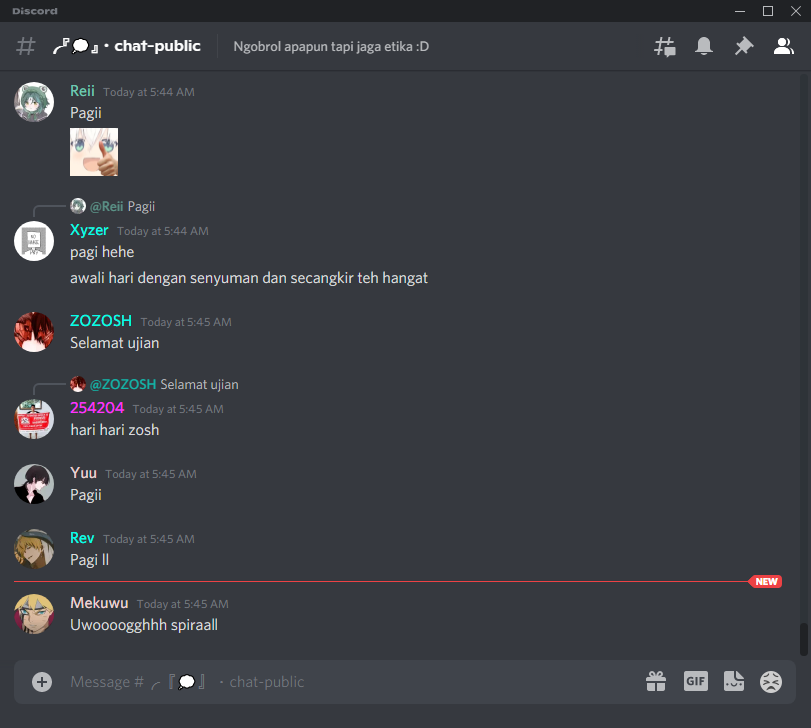 Discord
# ╭『💭』・chat-public
Ngobrol apapun tapi jaga etika :D
Reii Today at 5:44 AM
Pagii
@Reii Pagii
Xyzer Today at 5:44 AM
pagi hehe
awali hari dengan senyuman dan secangkir teh hangat
ZOZOSH Today at 5:45 AM
Selamat ujian
@ZOZOSH Selamat ujian
254204 Today at 5:45 AM
hari hari zosh
Yuu Today at 5:45 AM
Pagii
Rev Today at 5:45 AM
Pagi ll
NEW
Mekuwu Today at 5:45 AM
Uwoooogghhh spiraall
Message # ╭『💭』・chat-public
GIF